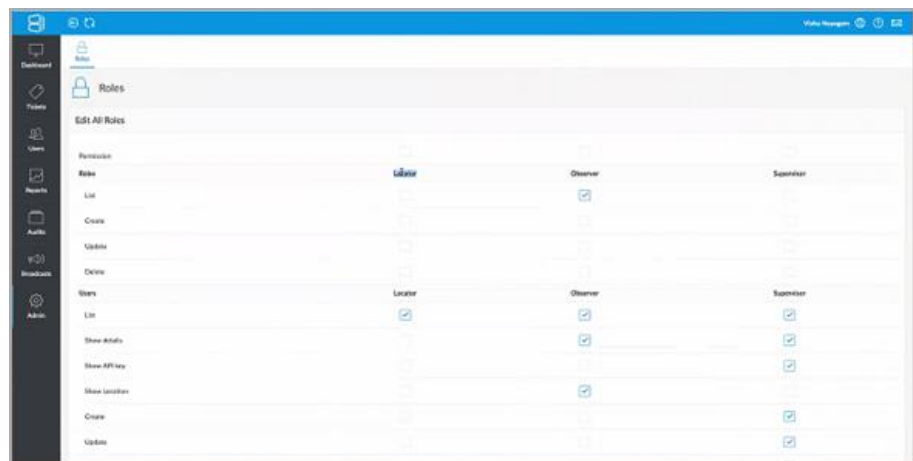 Dashboard
Roles
Tickets
Roles
Edit All Roles
Users
Permission
Roles Locator Observer Supervisor
Reports
List
Create
Audits
Update
Broadcasts
Delete
Users Locator Observer Supervisor
Admin
List
Show details
Show API key
Show Location
Create
Update